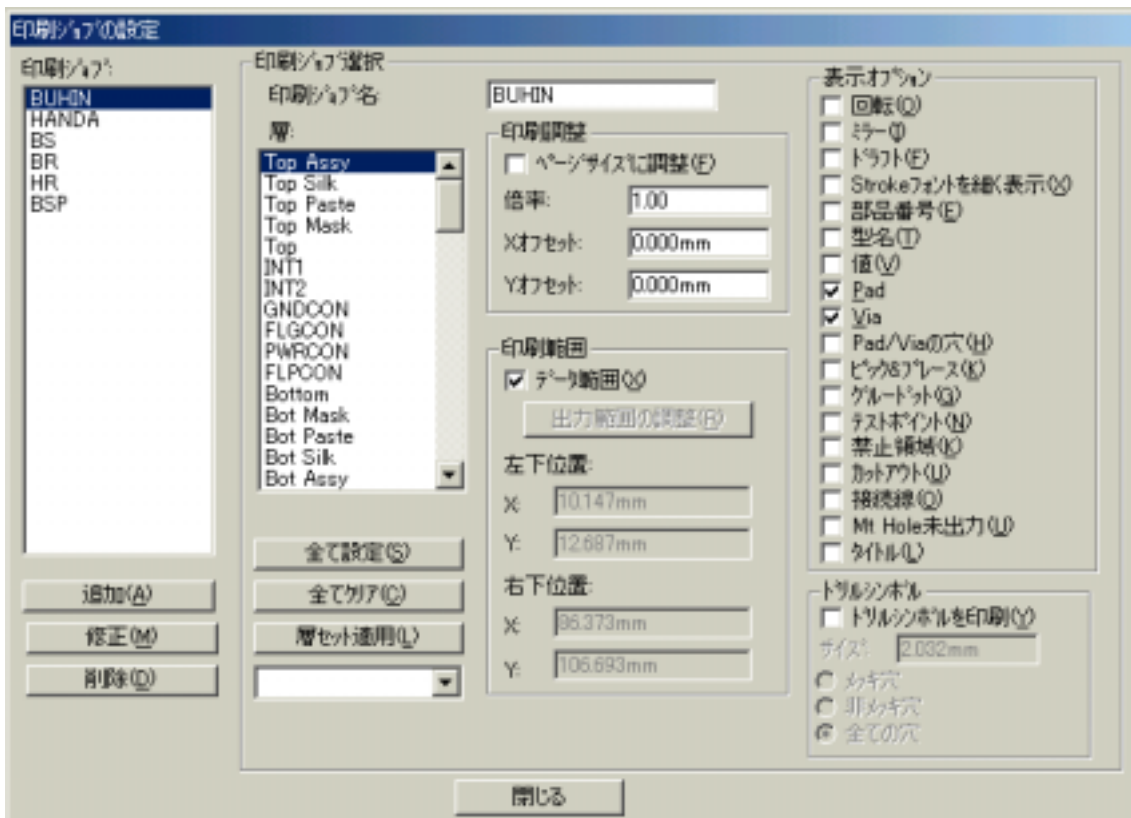 印刷ｼﾞｮﾌﾞの設定
印刷ｼﾞｮﾌﾞ:
BUHIN
HANDA
BS
BR
HR
BSP
追加(A)
修正(M)
削除(D)
印刷ｼﾞｮﾌﾞ選択
印刷ｼﾞｮﾌﾞ名:
BUHIN
層:
Top Assy
Top Silk
Top Paste
Top Mask
Top
INT1
INT2
GNDCON
FLGCON
PWRCON
FLPCON
Bottom
Bot Mask
Bot Paste
Bot Silk
Bot Assy
全て設定(S)
全てｸﾘｱ(C)
層ｾｯﾄ適用(L)
印刷調整
ﾍﾟｰｼﾞｻｲｽﾞに調整(F)
倍率:
1.00
Xｵﾌｾｯﾄ:
0.000mm
Yｵﾌｾｯﾄ:
0.000mm
印刷範囲
ﾃﾞｰﾀ範囲(X)
出力範囲の調整(R)
左下位置:
X:
10.147mm
Y:
12.687mm
右下位置:
X:
86.373mm
Y:
106.693mm
表示ｵﾌﾟｼｮﾝ
回転(O)
ﾐﾗｰ(I)
ﾄﾞﾗﾌﾄ(F)
Strokeﾌｫﾝﾄを細く表示(X)
部品番号(E)
型名(T)
値(V)
Pad
Via
Pad/Viaの穴(H)
ﾋﾟｯｸ&ﾌﾟﾚｰｽ(K)
ｸﾞﾙｰﾄﾞｯﾄ(G)
ﾃｽﾄﾎﾟｲﾝﾄ(N)
禁止領域(K)
ｶｯﾄｱｳﾄ(U)
接続線(O)
Mt Hole未出力(U)
ﾀｲﾄﾙ(L)
ﾄﾞﾘﾙｼﾝﾎﾞﾙ
ﾄﾞﾘﾙｼﾝﾎﾞﾙを印刷(Y)
ｻｲｽﾞ:
2.032mm
ﾒｯｷ穴
非ﾒｯｷ穴
全ての穴
閉じる